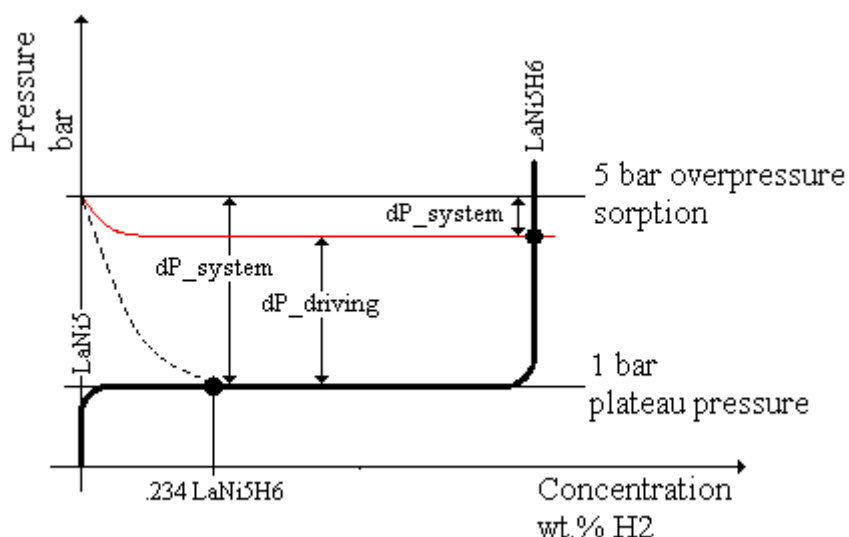 Pressure
bar
LaNi5H6
5 bar overpressure
sorption
dP_system
dP_system
dP_driving
LaNi5
1 bar
plateau pressure
.234 LaNi5H6
Concentration
wt.% H2